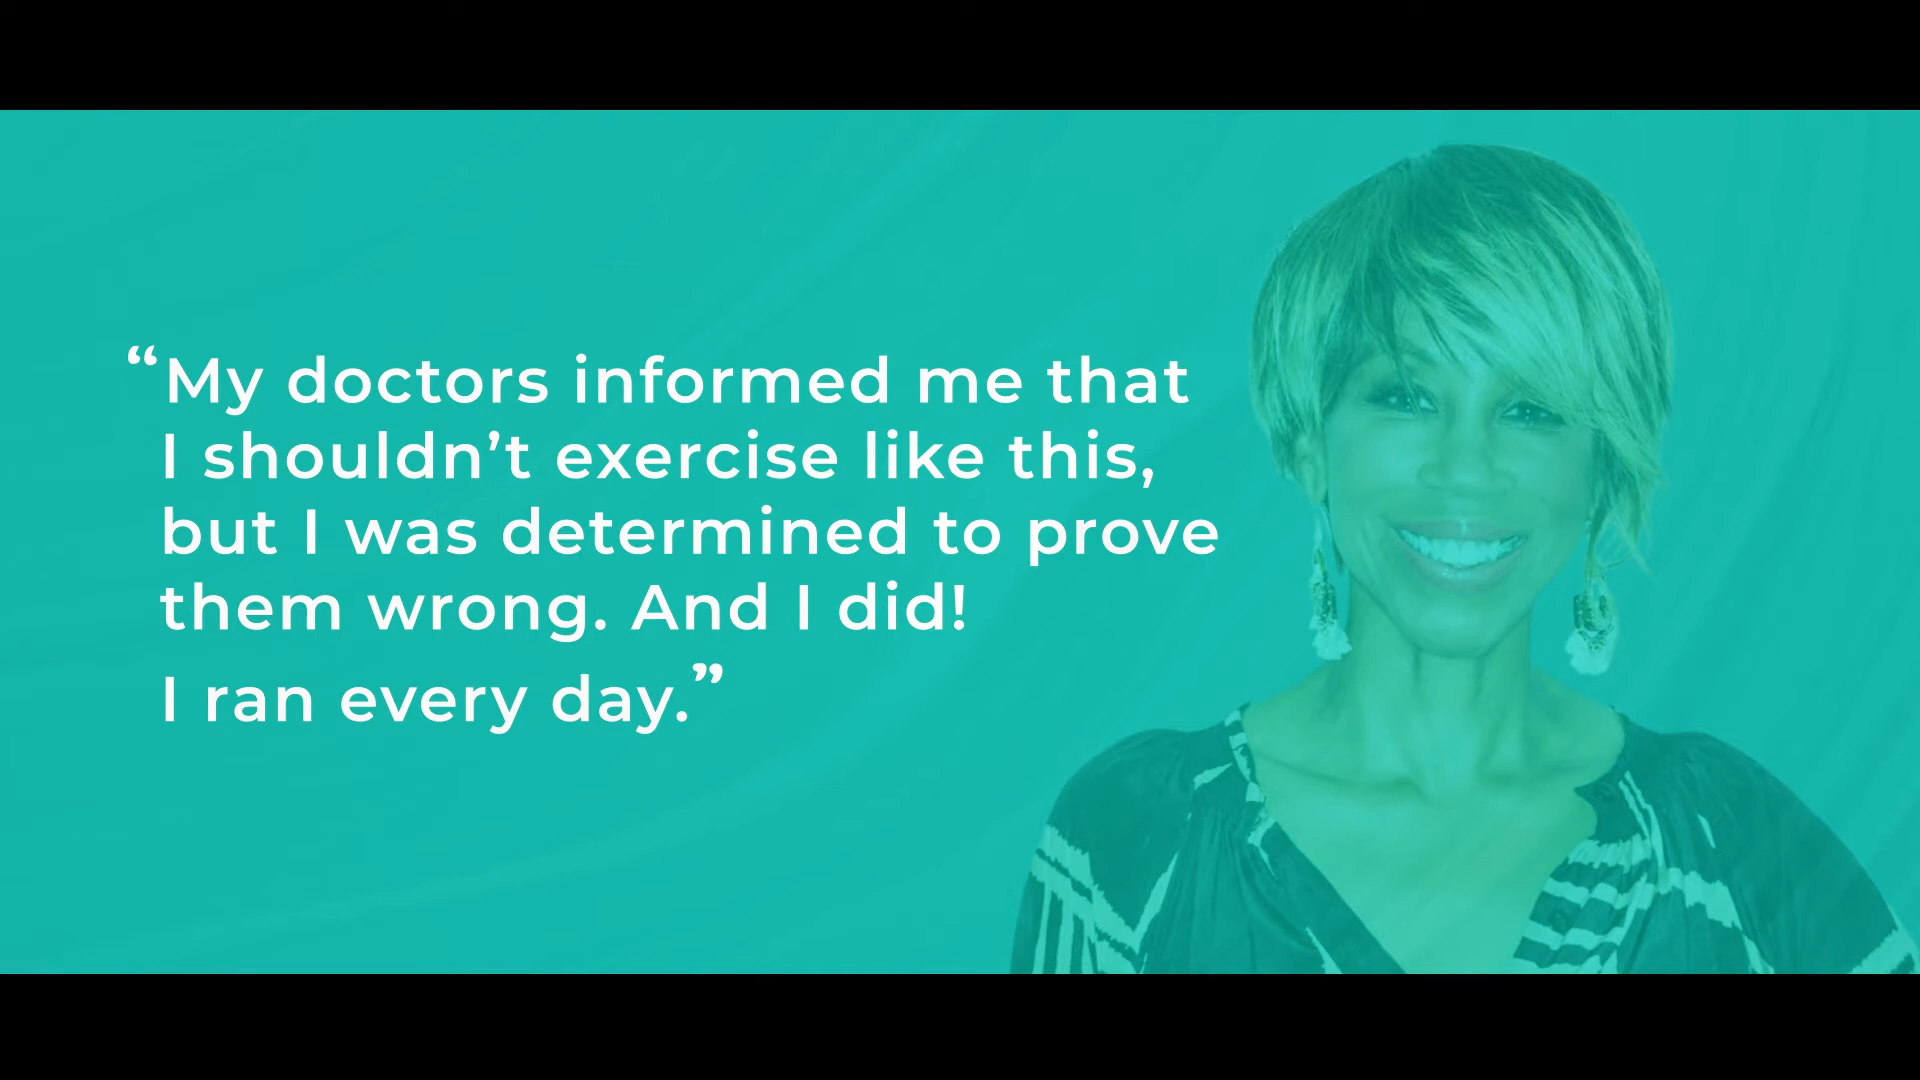 “My doctors informed me that
I shouldn’t exercise like this,
but I was determined to prove
them wrong. And I did!
I ran every day.”